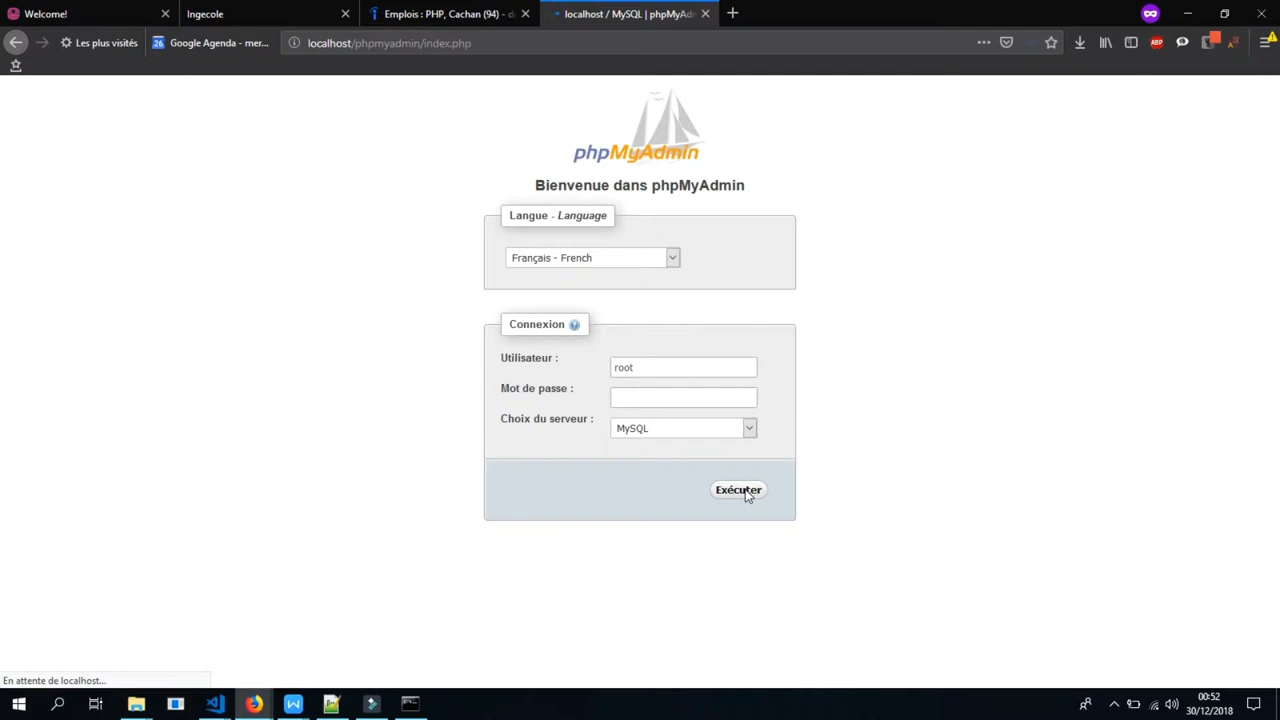 Welcome!
Ingecole
Emplois : PHP, Cachan (94) - d
localhost / MySQL | phpMyAd
Les plus visités
26
Google Agenda - mer...
localhost/phpmyadmin/index.php
ABP
phpMyAdmin
Bienvenue dans phpMyAdmin
Langue - Language
Français - French
Connexion
Utilisateur :
root
Mot de passe :
Choix du serveur :
MySQL
Exécuter
En attente de localhost...
00:52
30/12/2018